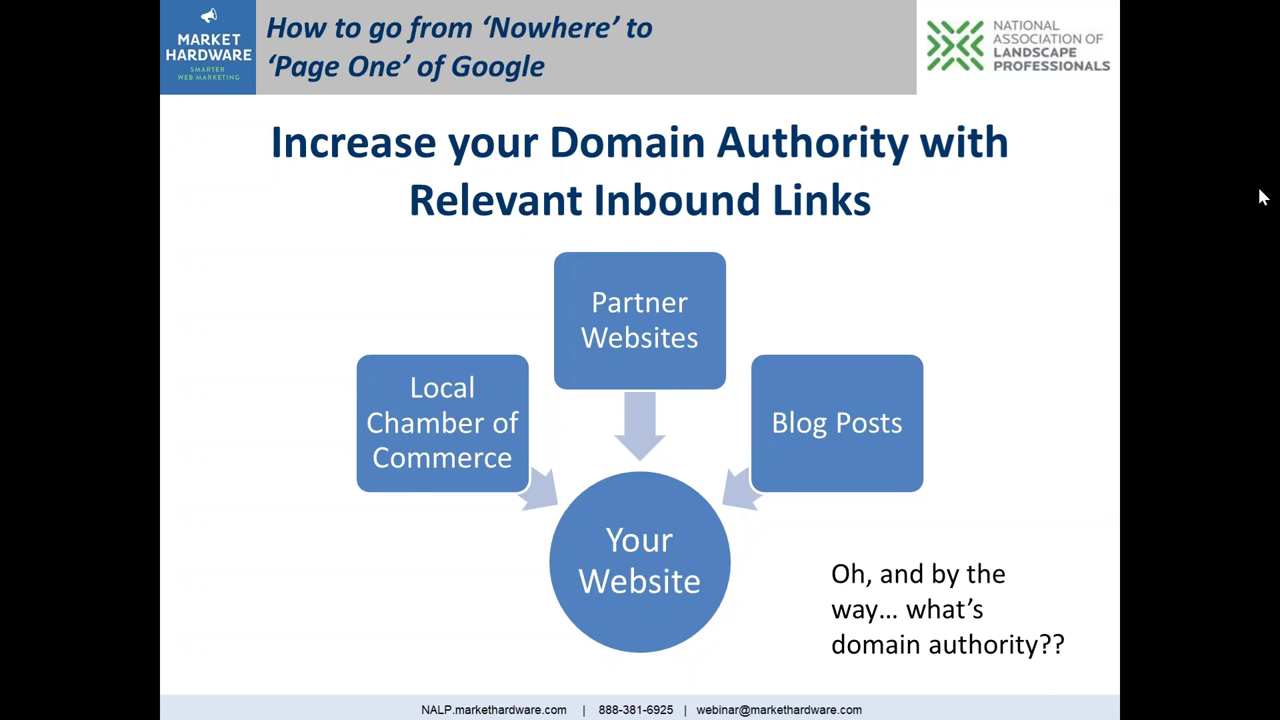 MARKET
HARDWARE
SMARTER
WEB MARKETING
How to go from ‘Nowhere’ to
‘Page One’ of Google
NATIONAL
ASSOCIATION OF
LANDSCAPE
PROFESSIONALS
Increase your Domain Authority with
Relevant Inbound Links
Partner
Websites
Local
Chamber of
Commerce
Blog Posts
Your
Website
Oh, and by the
way… what’s
domain authority??
NALP.markethardware.com | 888-381-6925 | webinar@markethardware.com